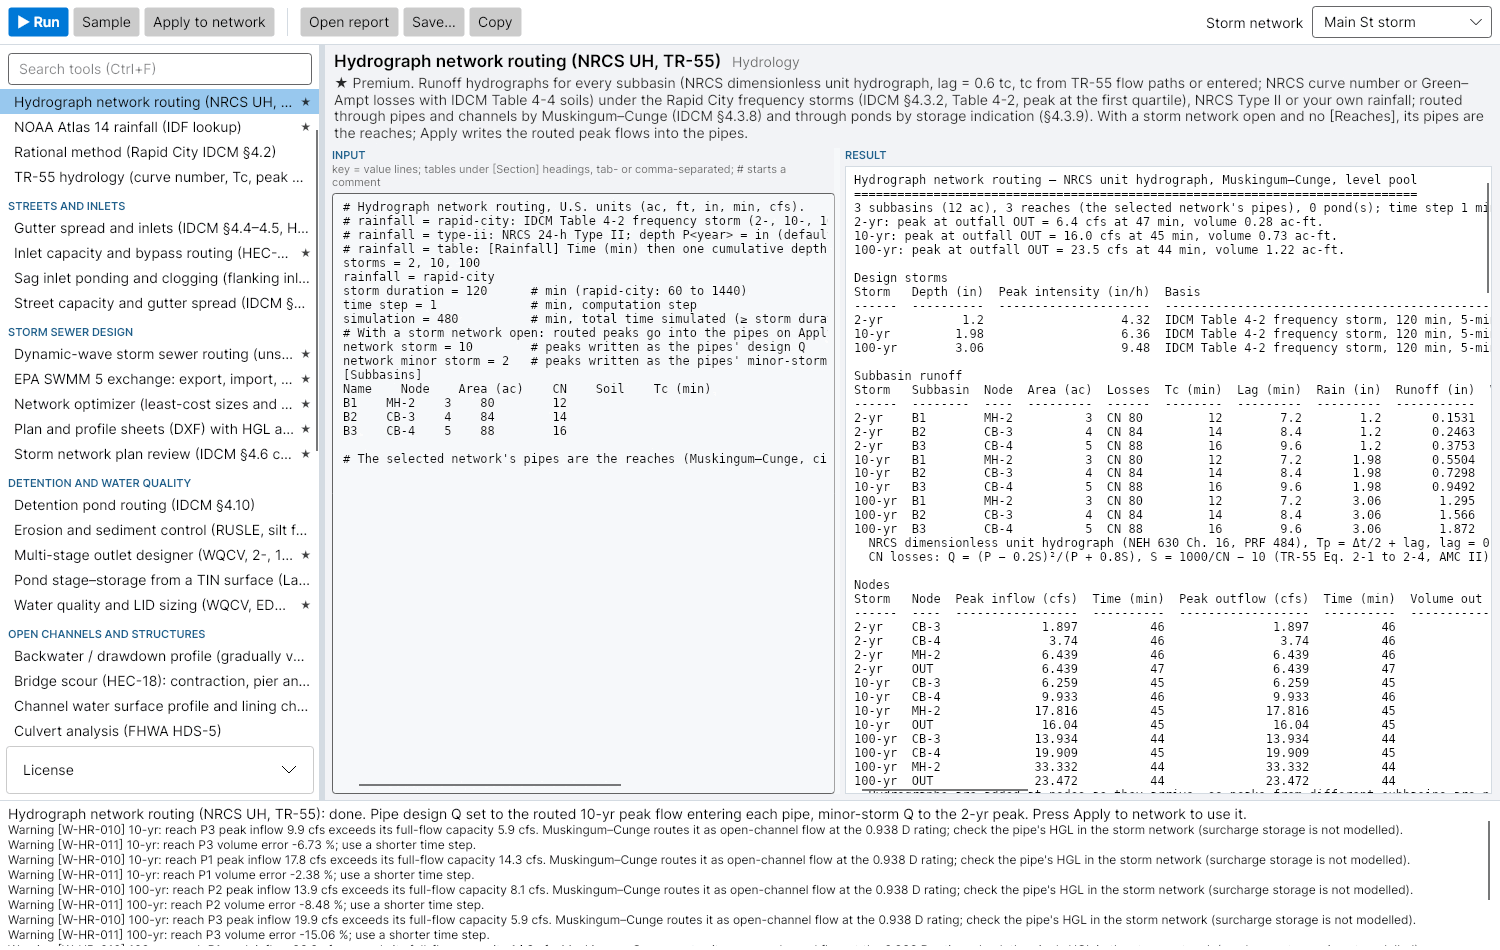 ▶ Run
Sample
Apply to network
Open report
Save...
Copy
Storm network
Main St storm
Search tools (Ctrl+F)
Hydrograph network routing (NRCS UH, ... ★
NOAA Atlas 14 rainfall (IDF lookup) ★
Rational method (Rapid City IDCM §4.2)
TR-55 hydrology (curve number, Tc, peak ...
STREETS AND INLETS
Gutter spread and inlets (IDCM §4.4–4.5, H...
Inlet capacity and bypass routing (HEC-... ★
Sag inlet ponding and clogging (flanking inl...
Street capacity and gutter spread (IDCM §...
STORM SEWER DESIGN
Dynamic-wave storm sewer routing (uns... ★
EPA SWMM 5 exchange: export, import, ... ★
Network optimizer (least-cost sizes and ... ★
Plan and profile sheets (DXF) with HGL a... ★
Storm network plan review (IDCM §4.6 c... ★
DETENTION AND WATER QUALITY
Detention pond routing (IDCM §4.10)
Erosion and sediment control (RUSLE, silt f...
Multi-stage outlet designer (WQCV, 2-, 1... ★
Pond stage–storage from a TIN surface (La...
Water quality and LID sizing (WQCV, ED... ★
OPEN CHANNELS AND STRUCTURES
Backwater / drawdown profile (gradually v...
Bridge scour (HEC-18): contraction, pier an...
Channel water surface profile and lining ch...
Culvert analysis (FHWA HDS-5)
License
Hydrograph network routing (NRCS UH, TR-55) Hydrology
★ Premium. Runoff hydrographs for every subbasin (NRCS dimensionless unit hydrograph, lag = 0.6 tc, tc from TR-55 flow paths or entered; NRCS curve number or Green–
Ampt losses with IDCM Table 4-4 soils) under the Rapid City frequency storms (IDCM §4.3.2, Table 4-2, peak at the first quartile), NRCS Type II or your own rainfall; routed
through pipes and channels by Muskingum–Cunge (IDCM §4.3.8) and through ponds by storage indication (§4.3.9). With a storm network open and no [Reaches], its pipes are
the reaches; Apply writes the routed peak flows into the pipes.
INPUT
key = value lines; tables under [Section] headings, tab- or comma-separated; # starts a
comment
# Hydrograph network routing, U.S. units (ac, ft, in, min, cfs).
# rainfall = rapid-city: IDCM Table 4-2 frequency storm (2-, 10-, 1
# rainfall = type-ii: NRCS 24-h Type II; depth P<year> = in (defaul
# rainfall = table: [Rainfall] Time (min) then one cumulative depth
storms = 2, 10, 100
rainfall = rapid-city
storm duration = 120 # min (rapid-city: 60 to 1440)
time step = 1 # min, computation step
simulation = 480 # min, total time simulated (≥ storm dura
# With a storm network open: routed peaks go into the pipes on Appl
network storm = 10 # peaks written as the pipes' design Q
network minor storm = 2 # peaks written as the pipes' minor-storm
[Subbasins]
Name Node Area (ac) CN Soil Tc (min)
B1 MH-2 3 80 12
B2 CB-3 4 84 14
B3 CB-4 5 88 16
# The selected network's pipes are the reaches (Muskingum–Cunge, ci
RESULT
Hydrograph network routing — NRCS unit hydrograph, Muskingum–Cunge, level pool
==============================================================================
3 subbasins (12 ac), 3 reaches (the selected network's pipes), 0 pond(s); time step 1 mi
2-yr: peak at outfall OUT = 6.4 cfs at 47 min, volume 0.28 ac-ft.
10-yr: peak at outfall OUT = 16.0 cfs at 45 min, volume 0.73 ac-ft.
100-yr: peak at outfall OUT = 23.5 cfs at 44 min, volume 1.22 ac-ft.
Design storms
Storm Depth (in) Peak intensity (in/h) Basis
2-yr 1.2 4.32 IDCM Table 4-2 frequency storm, 120 min, 5-mi
10-yr 1.98 6.36 IDCM Table 4-2 frequency storm, 120 min, 5-mi
100-yr 3.06 9.48 IDCM Table 4-2 frequency storm, 120 min, 5-mi
Subbasin runoff
Storm Subbasin Node Area (ac) Losses Tc (min) Lag (min) Rain (in) Runoff (in)
2-yr B1 MH-2 3 CN 80 12 7.2 1.2 0.1531
2-yr B2 CB-3 4 CN 84 14 8.4 1.2 0.2463
2-yr B3 CB-4 5 CN 88 16 9.6 1.2 0.3753
10-yr B1 MH-2 3 CN 80 12 7.2 1.98 0.5504
10-yr B2 CB-3 4 CN 84 14 8.4 1.98 0.7298
10-yr B3 CB-4 5 CN 88 16 9.6 1.98 0.9492
100-yr B1 MH-2 3 CN 80 12 7.2 3.06 1.295
100-yr B2 CB-3 4 CN 84 14 8.4 3.06 1.566
100-yr B3 CB-4 5 CN 88 16 9.6 3.06 1.872
NRCS dimensionless unit hydrograph (NEH 630 Ch. 16, PRF 484), Tp = Δt/2 + lag, lag = 0
CN losses: Q = (P − 0.2S)²/(P + 0.8S), S = 1000/CN − 10 (TR-55 Eq. 2-1 to 2-4, AMC II)
Nodes
Storm Node Peak inflow (cfs) Time (min) Peak outflow (cfs) Time (min) Volume out
2-yr CB-3 1.897 46 1.897 46
2-yr CB-4 3.74 46 3.74 46
2-yr MH-2 6.439 46 6.439 46
2-yr OUT 6.439 47 6.439 47
10-yr CB-3 6.259 45 6.259 45
10-yr CB-4 9.933 46 9.933 46
10-yr MH-2 17.816 45 17.816 45
10-yr OUT 16.04 45 16.04 45
100-yr CB-3 13.934 44 13.934 44
100-yr CB-4 19.909 45 19.909 45
100-yr MH-2 33.332 44 33.332 44
100-yr OUT 23.472 44 23.472 44
Hydrograph network routing (NRCS UH, TR-55): done. Pipe design Q set to the routed 10-yr peak flow entering each pipe, minor-storm Q to the 2-yr peak. Press Apply to network to use it.
Warning [W-HR-010] 10-yr: reach P3 peak inflow 9.9 cfs exceeds its full-flow capacity 5.9 cfs. Muskingum–Cunge routes it as open-channel flow at the 0.938 D rating; check the pipe's HGL in the storm network (surcharge storage is not modelled).
Warning [W-HR-011] 10-yr: reach P3 volume error -6.73 %; use a shorter time step.
Warning [W-HR-010] 10-yr: reach P1 peak inflow 17.8 cfs exceeds its full-flow capacity 14.3 cfs. Muskingum–Cunge routes it as open-channel flow at the 0.938 D rating; check the pipe's HGL in the storm network (surcharge storage is not modelled).
Warning [W-HR-011] 10-yr: reach P1 volume error -2.38 %; use a shorter time step.
Warning [W-HR-010] 100-yr: reach P2 peak inflow 13.9 cfs exceeds its full-flow capacity 8.1 cfs. Muskingum–Cunge routes it as open-channel flow at the 0.938 D rating; check the pipe's HGL in the storm network (surcharge storage is not modelled).
Warning [W-HR-011] 100-yr: reach P2 volume error -8.48 %; use a shorter time step.
Warning [W-HR-010] 100-yr: reach P3 peak inflow 19.9 cfs exceeds its full-flow capacity 5.9 cfs. Muskingum–Cunge routes it as open-channel flow at the 0.938 D rating; check the pipe's HGL in the storm network (surcharge storage is not modelled).
Warning [W-HR-011] 100-yr: reach P3 volume error -15.06 %; use a shorter time step.